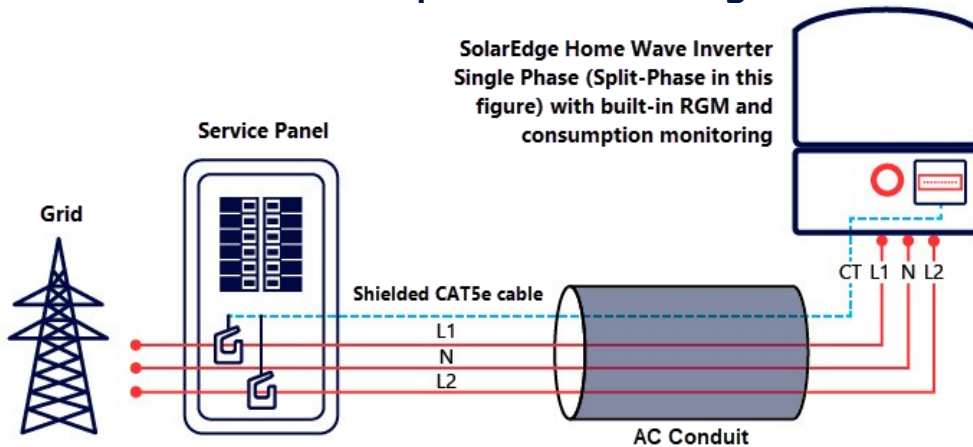 SolarEdge Home Wave Inverter
Single Phase (Split-Phase in this
figure) with built-in RGM and
consumption monitoring
Service Panel
Grid
CT L1 N L2
Shielded CAT5e cable
L1
N
L2
AC Conduit